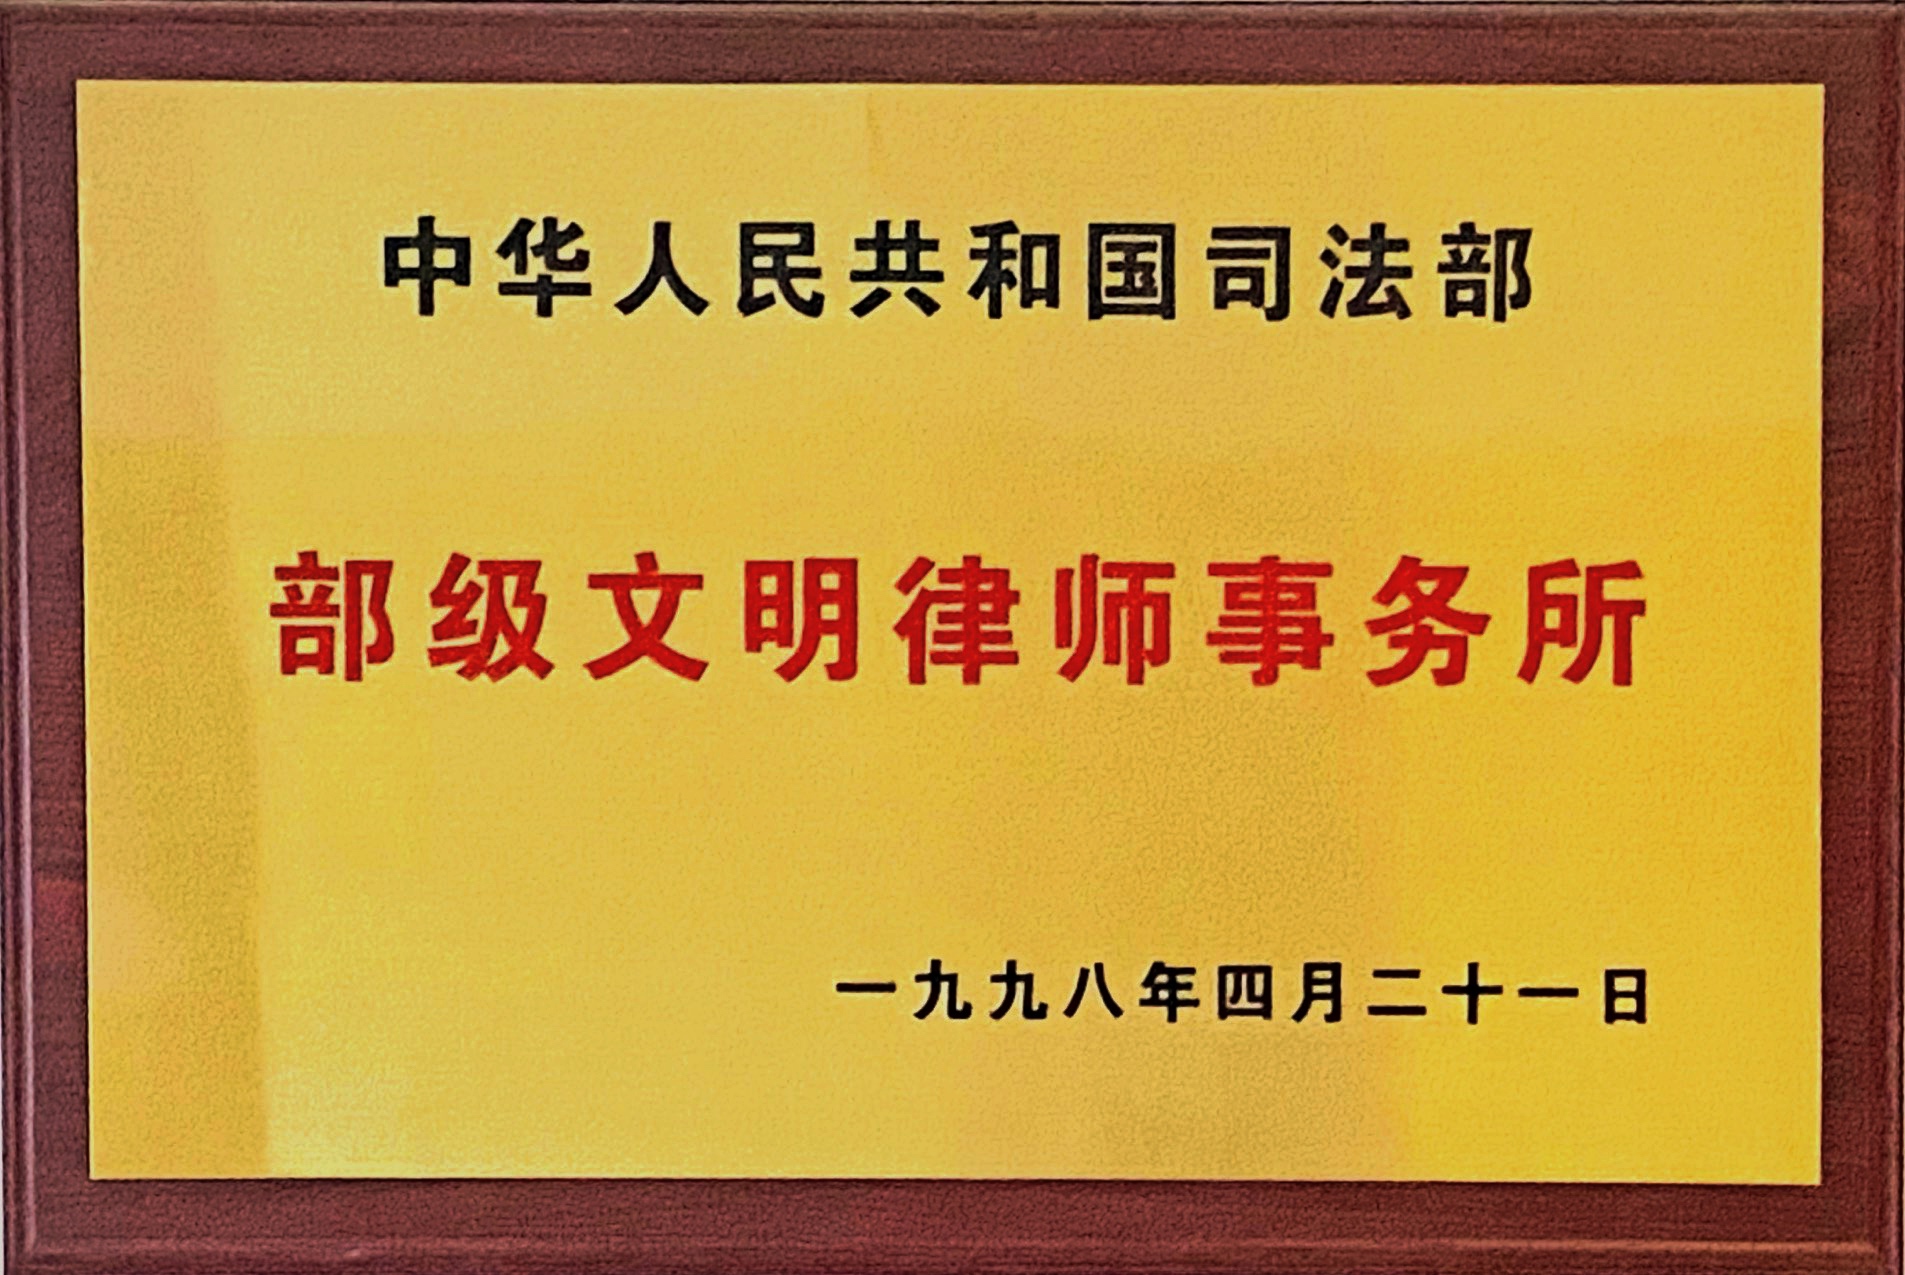 中华人民共和国司法部
部级文明律师事务所
一九九八年四月二十一日